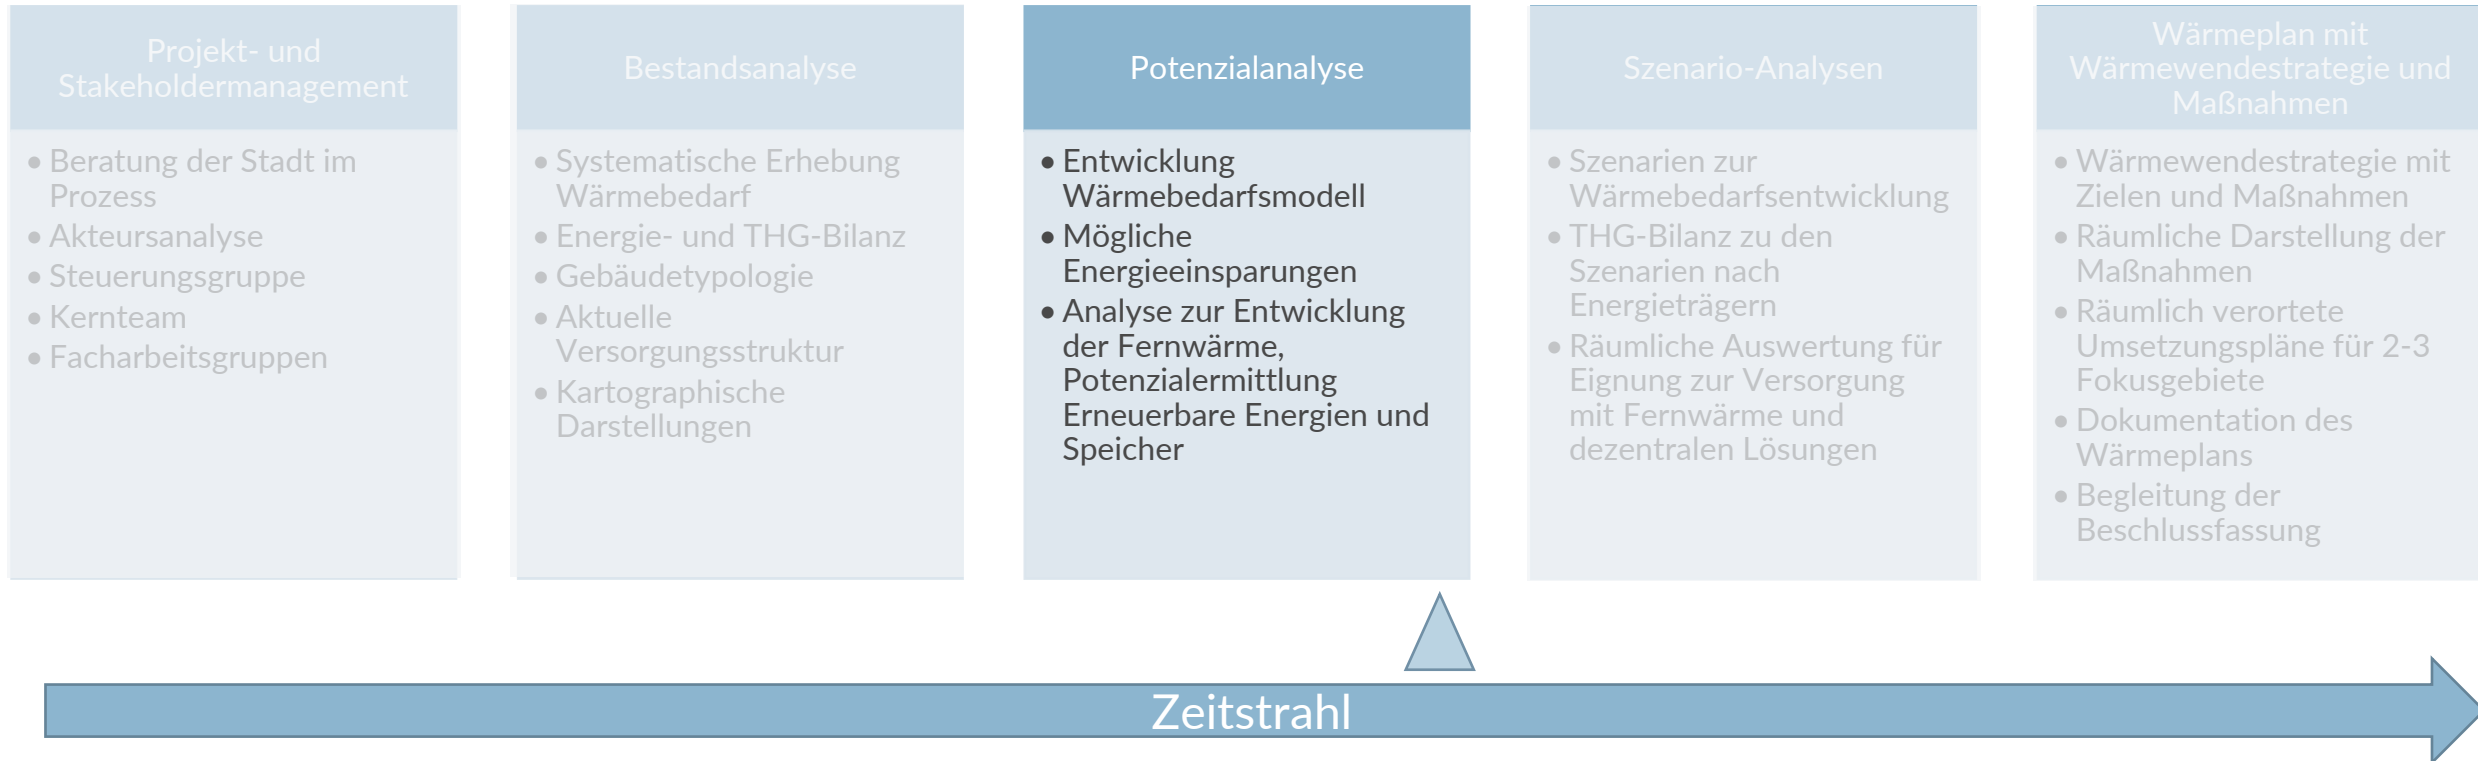 Projekt- und
Stakeholdermanagement
• Beratung der Stadt im
Prozess
• Akteursanalyse
• Steuerungsgruppe
• Kernteam
• Facharbeitsgruppen
Bestandsanalyse
• Systematische Erhebung
Wärmebedarf
• Energie- und THG-Bilanz
• Gebäudetypologie
• Aktuelle
Versorgungsstruktur
• Kartographische
Darstellungen
Potenzialanalyse
• Entwicklung
Wärmebedarfsmodell
• Mögliche
Energieeinsparungen
• Analyse zur Entwicklung
der Fernwärme,
Potenzialermittlung
Erneuerbare Energien und
Speicher
Szenario-Analysen
• Szenarien zur
Wärmebedarfsentwicklung
• THG-Bilanz zu den
Szenarien nach
Energieträgern
• Räumliche Auswertung für
Eignung zur Versorgung
mit Fernwärme und
dezentralen Lösungen
Wärmeplan mit
Wärmewendestrategie und
Maßnahmen
• Wärmewendestrategie mit
Zielen und Maßnahmen
• Räumliche Darstellung der
Maßnahmen
• Räumlich verortete
Umsetzungspläne für 2-3
Fokusgebiete
• Dokumentation des
Wärmeplans
• Begleitung der
Beschlussfassung
Zeitstrahl